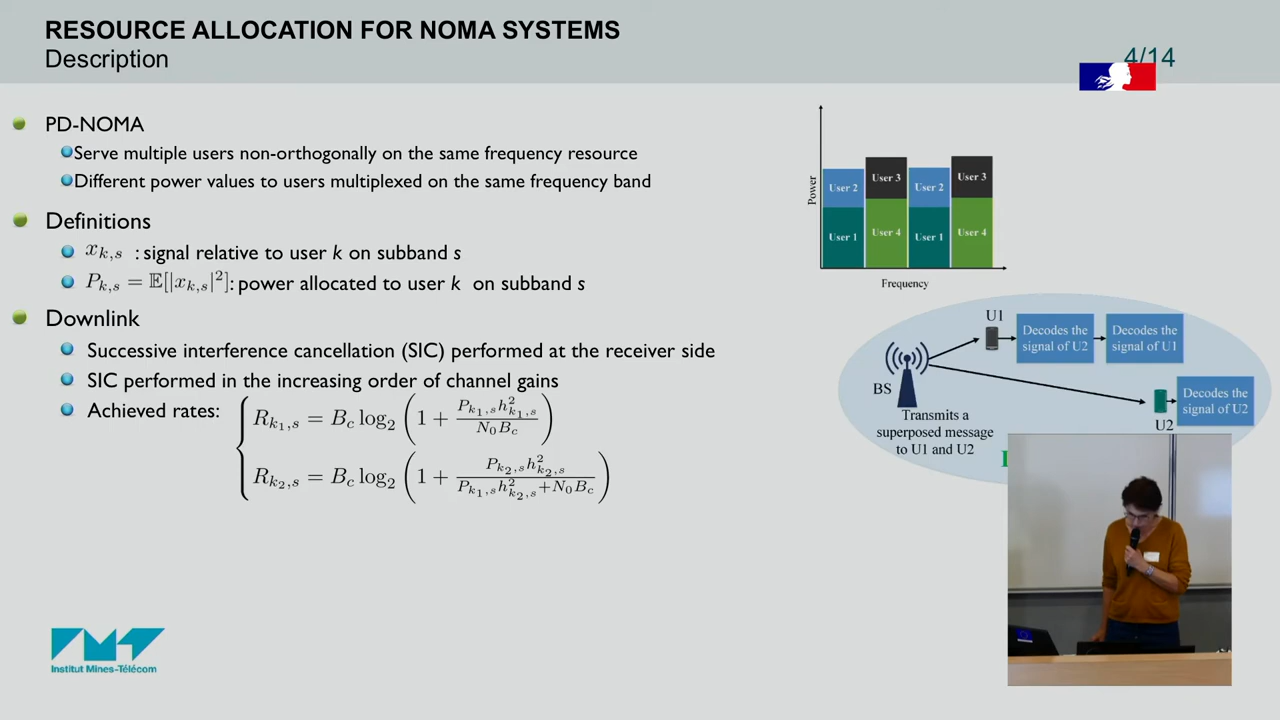 RESOURCE ALLOCATION FOR NOMA SYSTEMS
Description
4/14
PD-NOMA
Serve multiple users non-orthogonally on the same frequency resource
Different power values to users multiplexed on the same frequency band
Definitions
x_{k,s} : signal relative to user k on subband s
P_{k,s} = 𝔼[|x_{k,s}|^2]: power allocated to user k on subband s
Downlink
Successive interference cancellation (SIC) performed at the receiver side
SIC performed in the increasing order of channel gains
Achieved rates:
R_{k_1,s} = B_c log_2 (1 + P_{k_1,s} h^2_{k_1,s} / N_0 B_c)
R_{k_2,s} = B_c log_2 (1 + P_{k_2,s} h^2_{k_2,s} / P_{k_1,s} h^2_{k_2,s} + N_0 B_c)
Power
User 2
User 3
User 2
User 3
User 1
User 4
User 1
User 4
Frequency
U1
Decodes the
signal of U2
Decodes the
signal of U1
BS
Transmits a
superposed message
to U1 and U2
Decodes the
signal of U2
U2
Institut Mines-Télécom